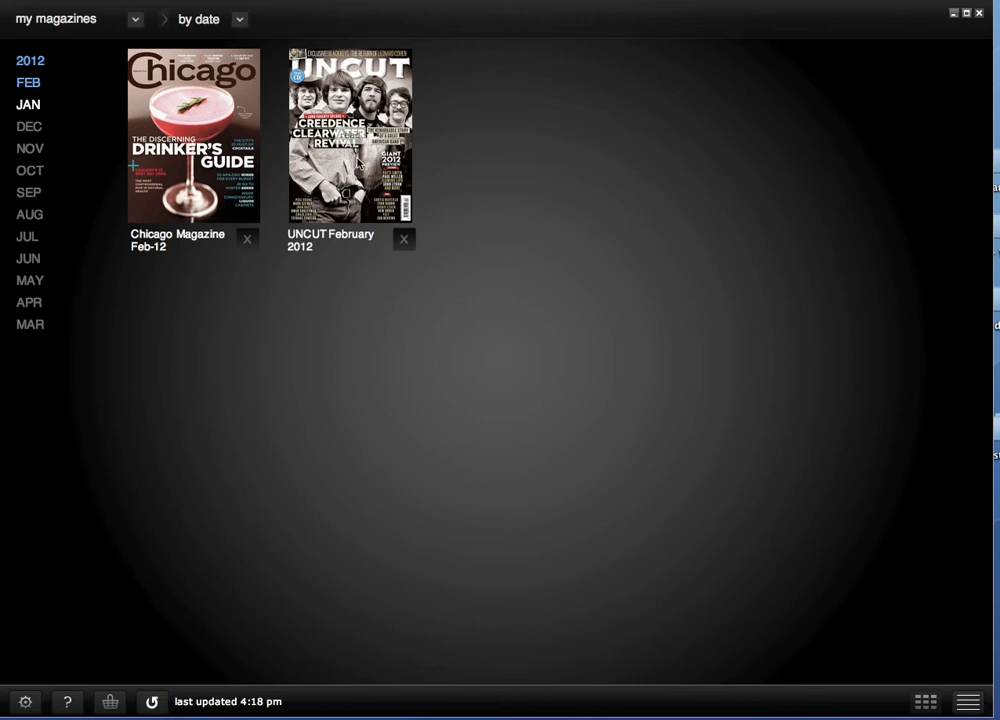 my magazines
by date
2012
FEB
JAN
DEC
NOV
OCT
SEP
AUG
JUL
JUN
MAY
APR
MAR
Chicago
THE DISCERNING
DRINKER'S
GUIDE
UNCUT
CREEDENCE
CLEARWATER
REVIVAL
GIANT
2012
PREVIEW
Chicago Magazine
Feb-12
X
UNCUT February
2012
X
?
last updated 4:18 pm